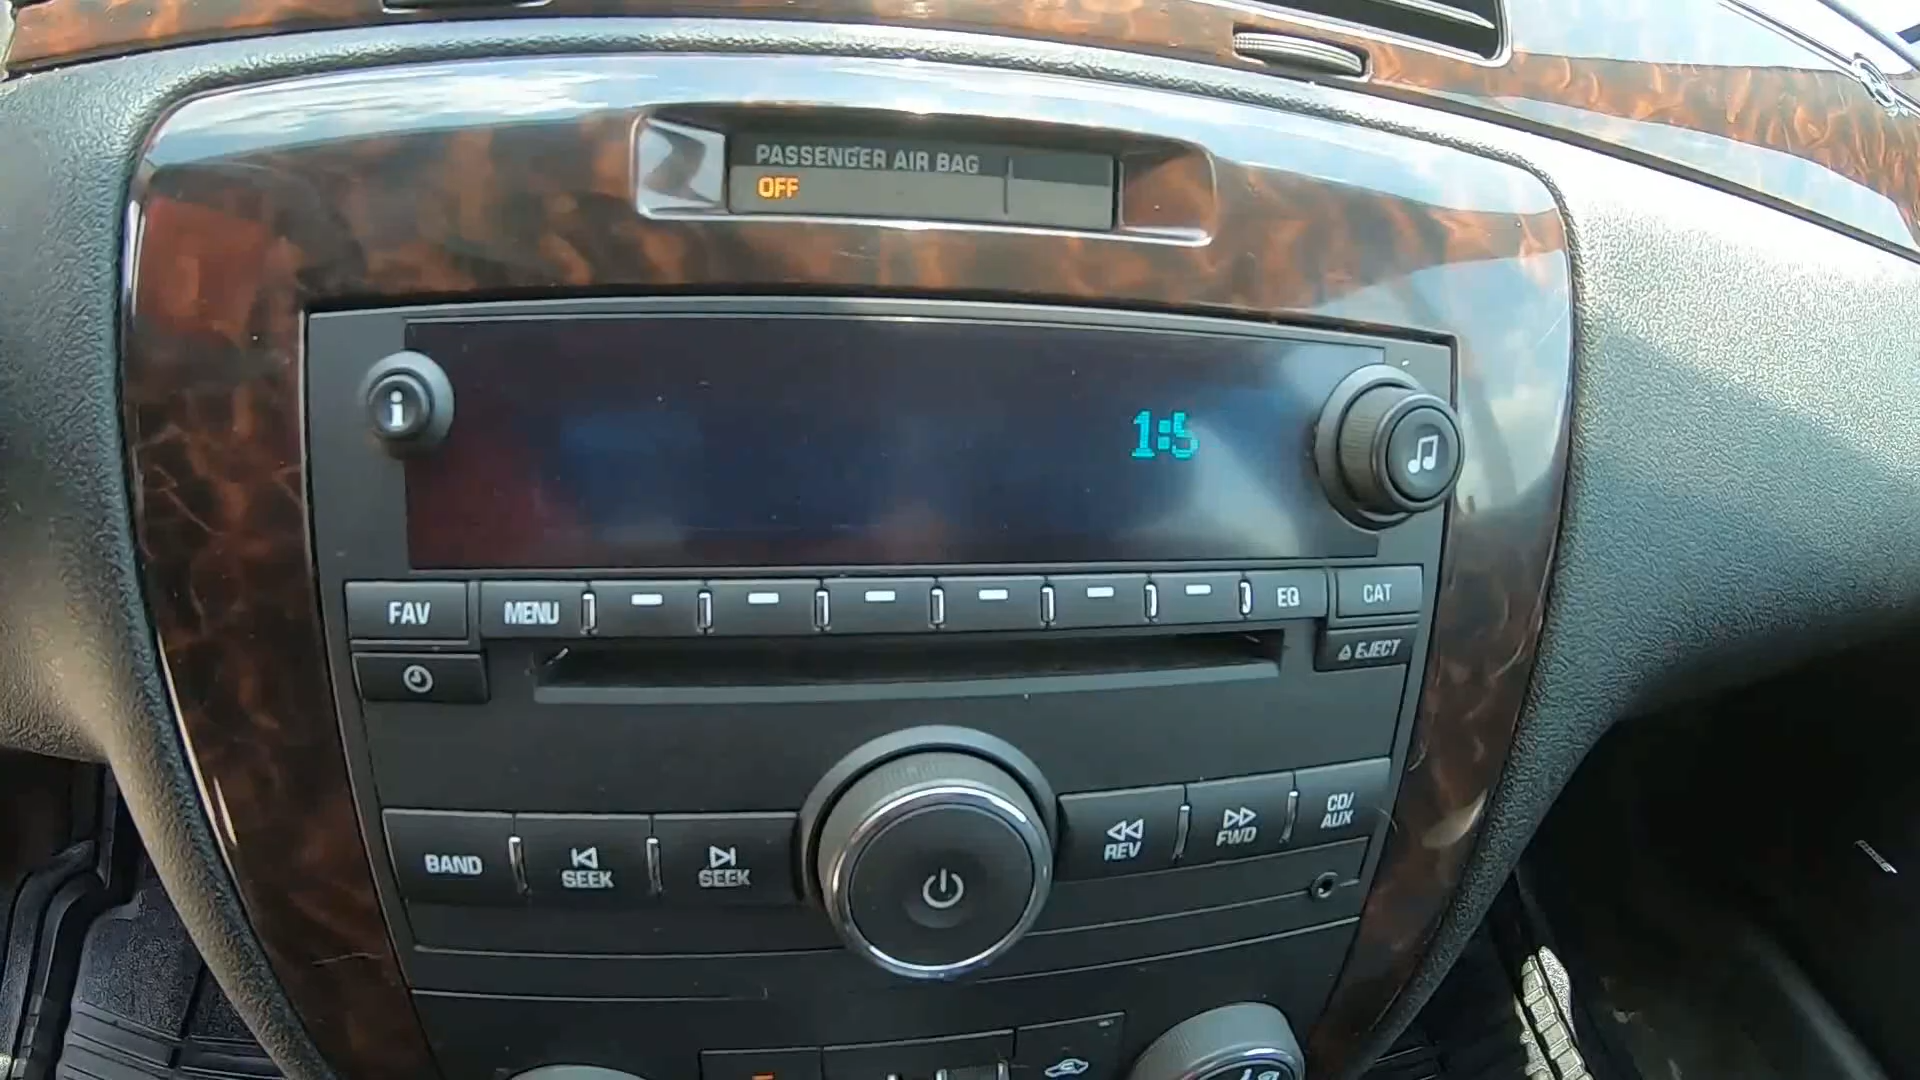 PASSENGER AIR BAG
OFF
i
1:5
FAV
MENU
EQ
CAT
EJECT
BAND
SEEK
SEEK
REV
FWD
CD/
AUX